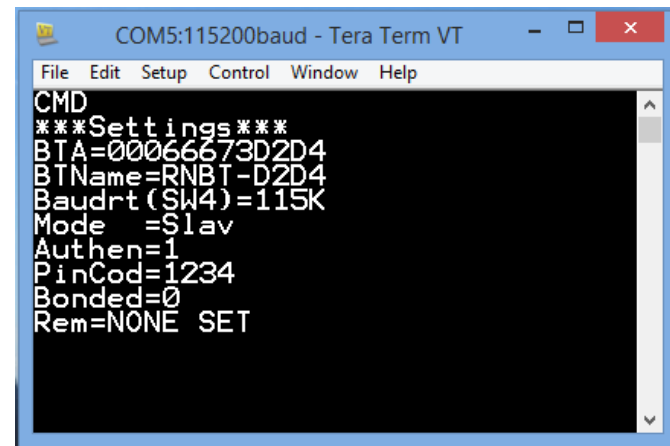 COM5:115200baud - Tera Term VT
File Edit Setup Control Window Help
CMD
***Settings***
BTA=00066673D2D4
BTName=RNBT-D2D4
Baudrt(SW4)=115K
Mode  =Slav
Authen=1
PinCod=1234
Bonded=0
Rem=NONE SET